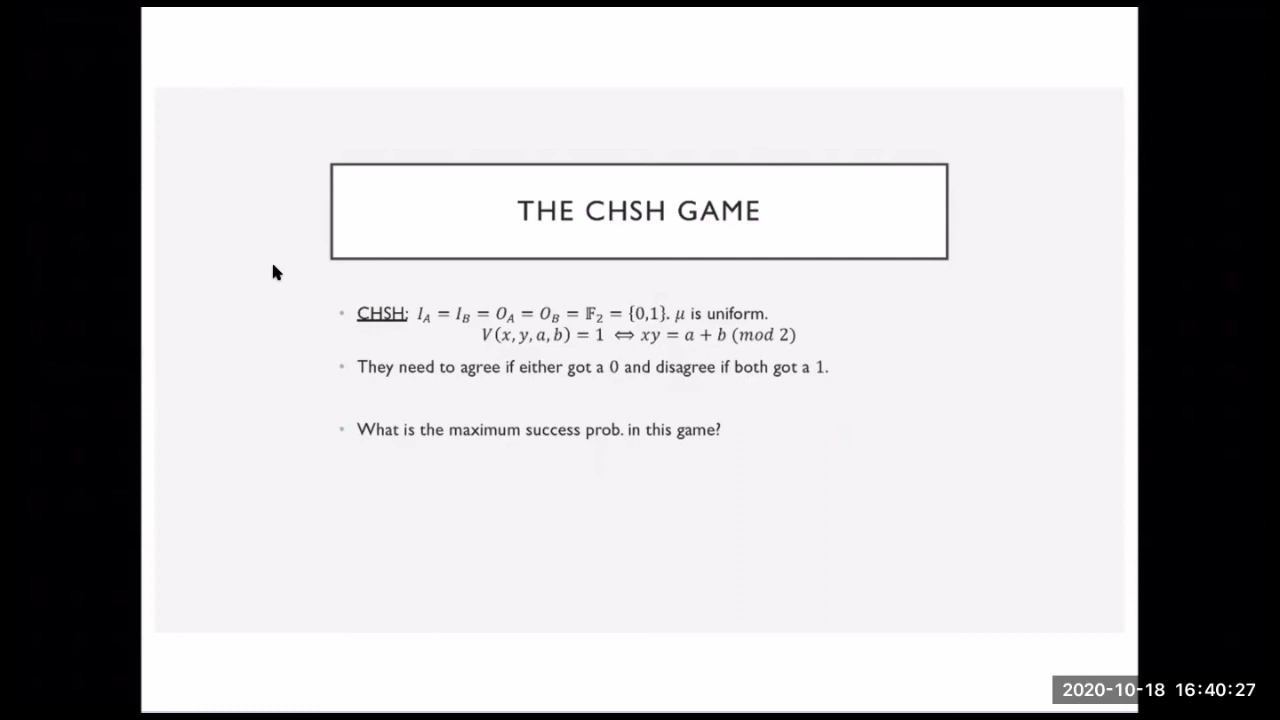 THE CHSH GAME
• CHSH: I_A = I_B = O_A = O_B = 𝔽₂ = {0,1}. μ is uniform.
V(x, y, a, b) = 1 ⇔ xy = a + b (mod 2)
• They need to agree if either got a 0 and disagree if both got a 1.
• What is the maximum success prob. in this game?
2020-10-18 16:40:27